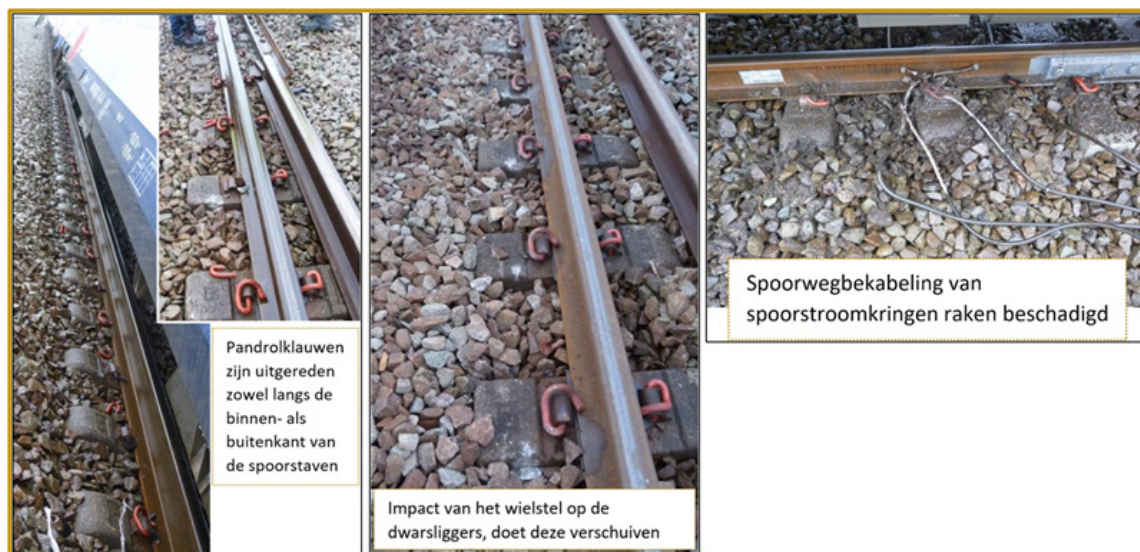 Pandrolklauwen
zijn uitgereden
zowel langs de
binnen- als
buitenkant van
de spoorstaven
Impact van het wielstel op de
dwarsliggers, doet deze verschuiven
Spoorwegbekabeling van
spoorstroomkringen raken beschadigd